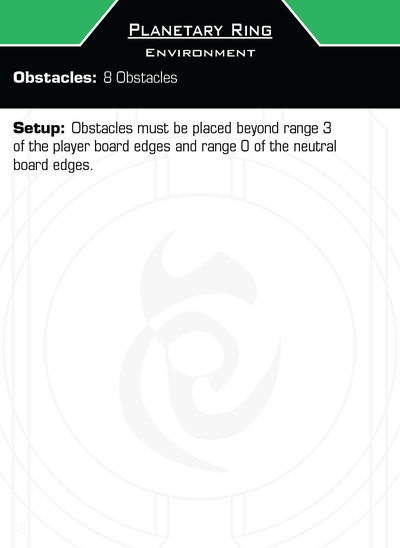 Planetary Ring
Environment
Obstacles: 8 Obstacles
Setup: Obstacles must be placed beyond range 3
of the player board edges and range 0 of the neutral
board edges.